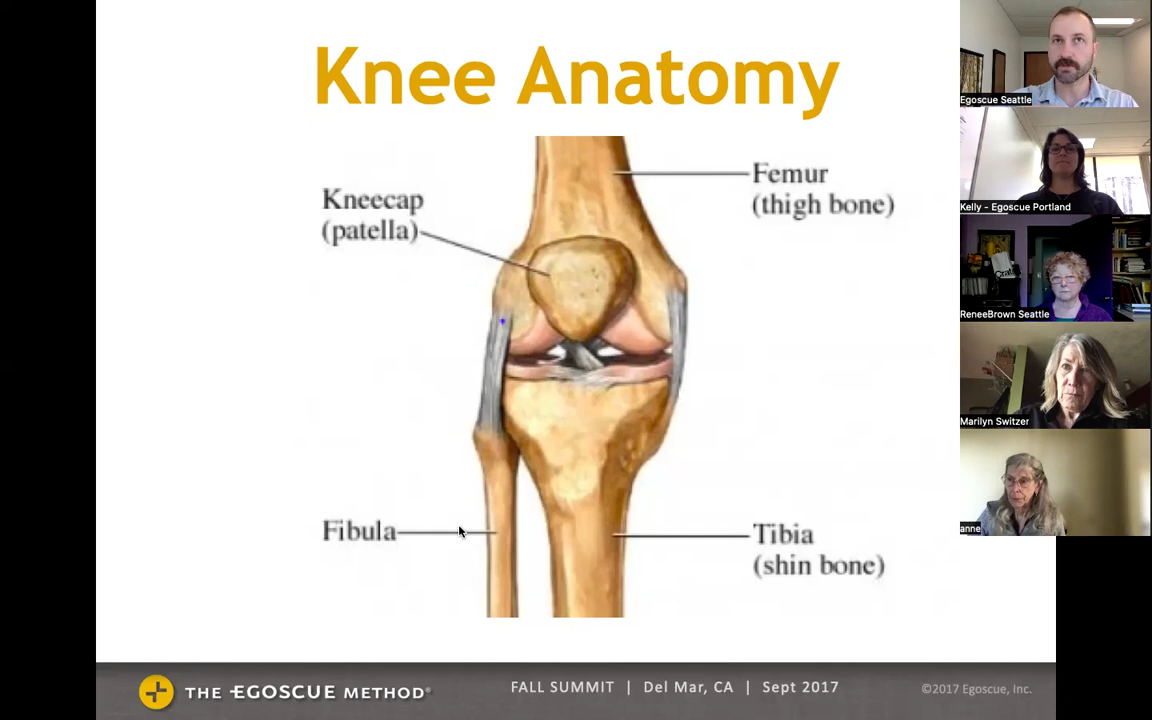 Knee Anatomy
Kneecap
(patella)
Femur
(thigh bone)
Fibula
Tibia
(shin bone)
Egoscue Seattle
Kelly - Egoscue Portland
ReneeBrown Seattle
Marilyn Switzer
anne
THE EGOSCUE METHOD®
FALL SUMMIT | Del Mar, CA | Sept 2017
©2017 Egoscue, Inc.